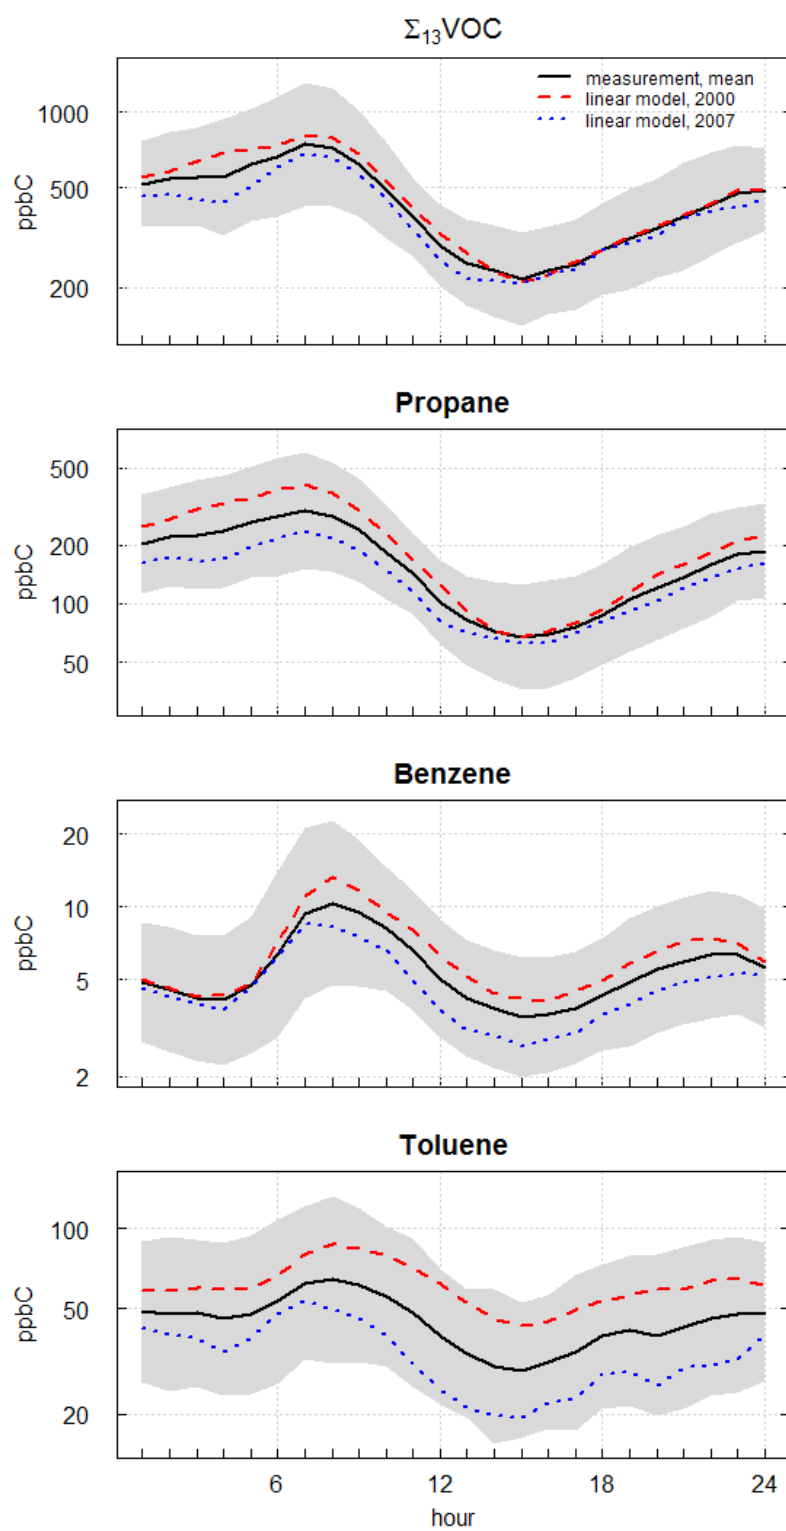 Σ₁₃VOC
measurement, mean
linear model, 2000
linear model, 2007
1000
500
200
ppbC
Propane
500
200
100
50
ppbC
Benzene
20
10
5
2
ppbC
Toluene
100
50
20
ppbC
6 12 18 24
hour